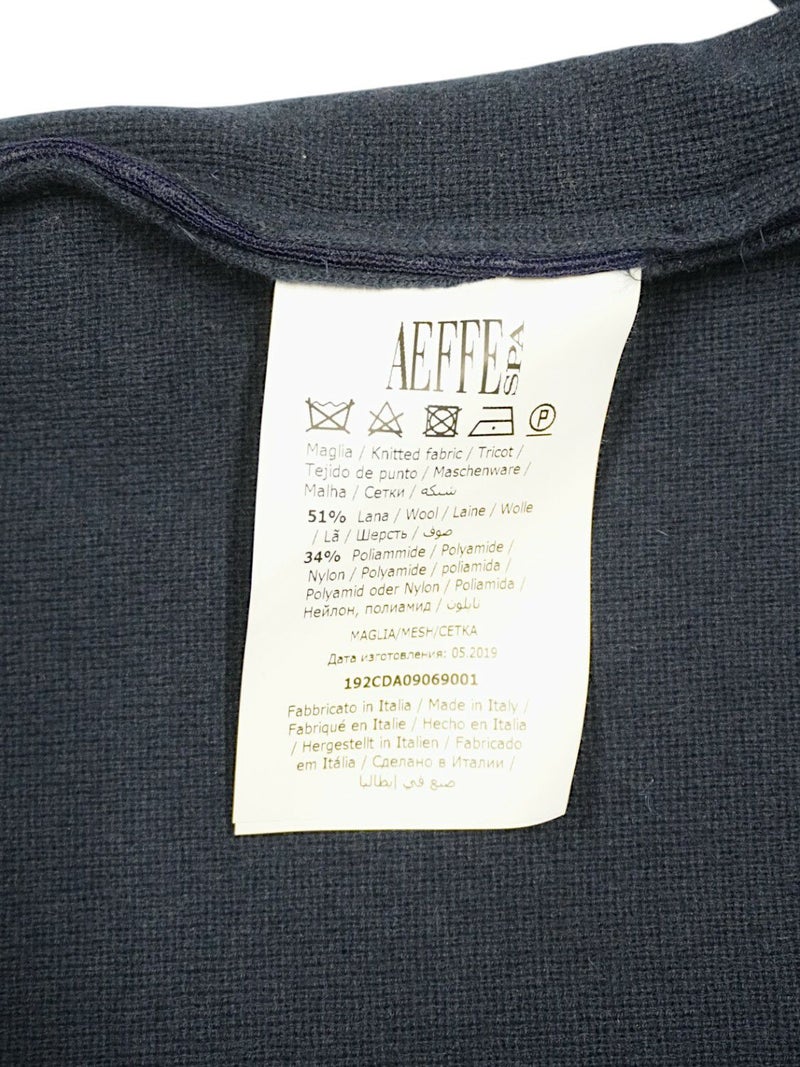 AEFFE SPA
P
Maglia / Knitted fabric / Tricot /
Tejido de punto / Maschenware /
Malha / Сетки / شبكه
51% Lana / Wool / Laine / Wolle
/ Lã / Шерсть / صوف
34% Poliammide / Polyamide /
Nylon / Polyamide / poliamida /
Polyamid oder Nylon / Poliamida /
Нейлон, полиамид / نايلون
MAGLIA/MESH/СЕТКА
Дата изготовления: 05.2019
192CDA09069001
Fabbricato in Italia / Made in Italy /
Fabriqué en Italie / Hecho en Italia
/ Hergestellt in Italien / Fabricado
em Itália / Сделано в Италии /
صنع في إيطاليا